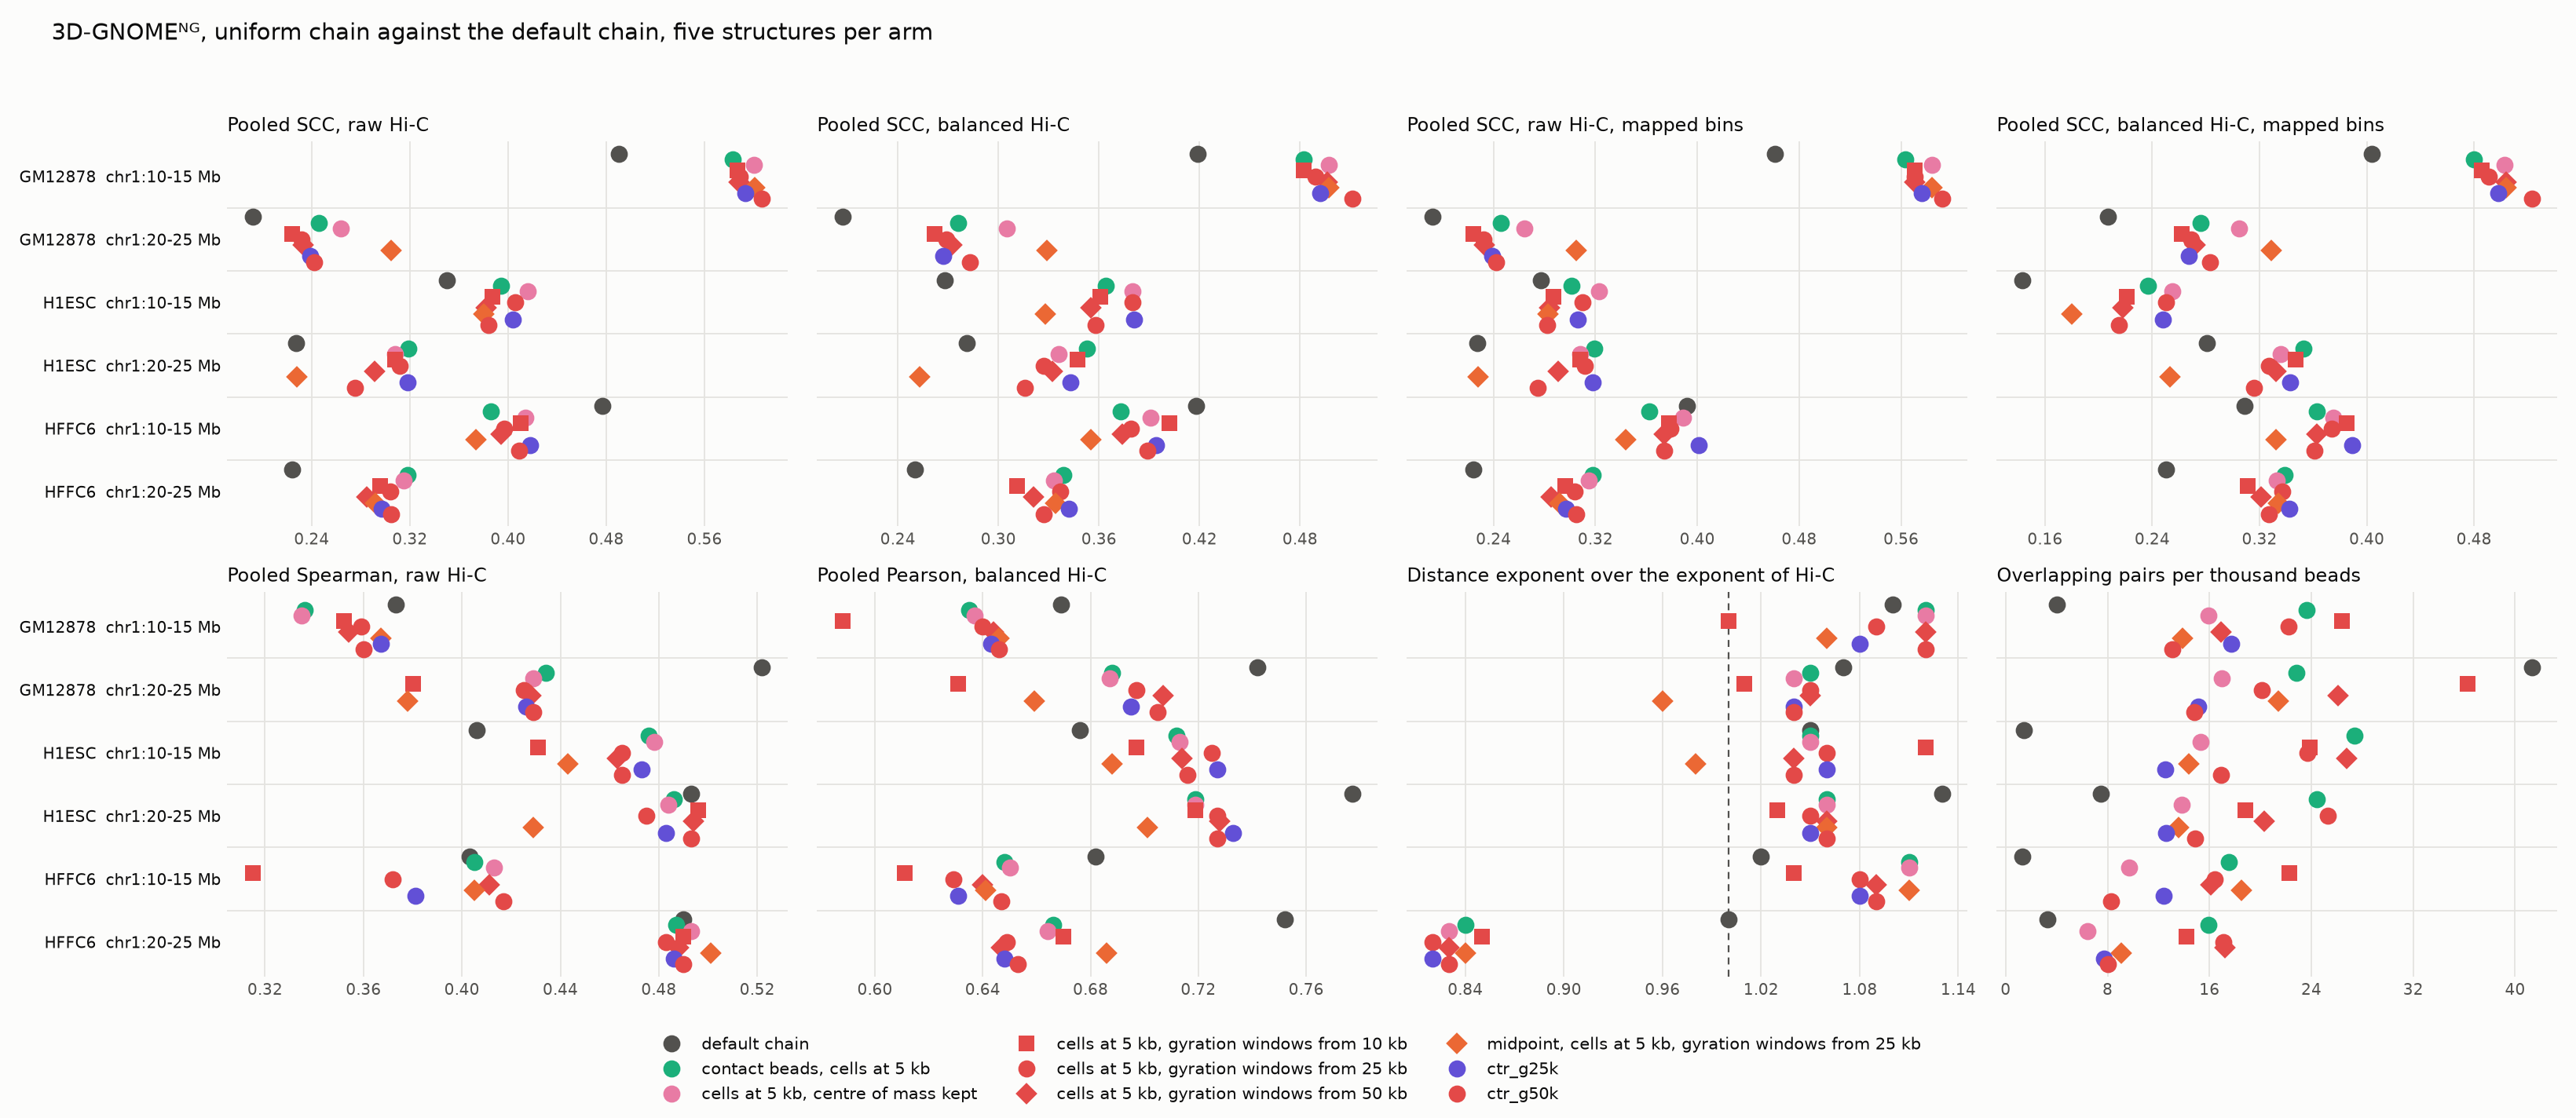 3D-GNOMEᴺᴳ, uniform chain against the default chain, five structures per arm
Pooled SCC, raw Hi-C
Pooled SCC, balanced Hi-C
Pooled SCC, raw Hi-C, mapped bins
Pooled SCC, balanced Hi-C, mapped bins
GM12878 chr1:10-15 Mb
GM12878 chr1:20-25 Mb
H1ESC chr1:10-15 Mb
H1ESC chr1:20-25 Mb
HFFC6 chr1:10-15 Mb
HFFC6 chr1:20-25 Mb
0.24 0.32 0.40 0.48 0.56
0.24 0.30 0.36 0.42 0.48
0.24 0.32 0.40 0.48 0.56
0.16 0.24 0.32 0.40 0.48
Pooled Spearman, raw Hi-C
Pooled Pearson, balanced Hi-C
Distance exponent over the exponent of Hi-C
Overlapping pairs per thousand beads
GM12878 chr1:10-15 Mb
GM12878 chr1:20-25 Mb
H1ESC chr1:10-15 Mb
H1ESC chr1:20-25 Mb
HFFC6 chr1:10-15 Mb
HFFC6 chr1:20-25 Mb
0.32 0.36 0.40 0.44 0.48 0.52
0.60 0.64 0.68 0.72 0.76
0.84 0.90 0.96 1.02 1.08 1.14
0 8 16 24 32 40
default chain
contact beads, cells at 5 kb
cells at 5 kb, centre of mass kept
cells at 5 kb, gyration windows from 10 kb
cells at 5 kb, gyration windows from 25 kb
cells at 5 kb, gyration windows from 50 kb
midpoint, cells at 5 kb, gyration windows from 25 kb
ctr_g25k
ctr_g50k